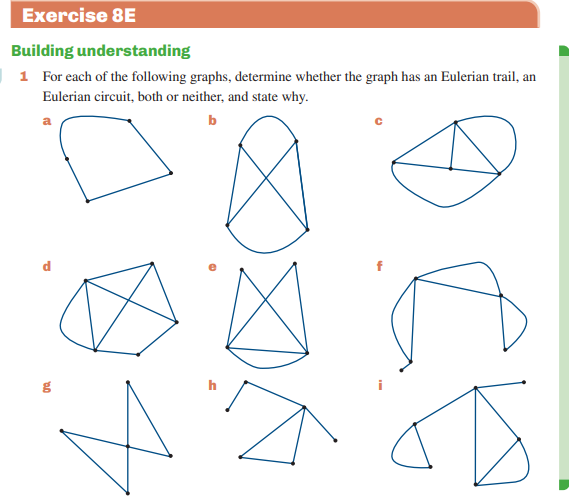 Exercise 8E
Building understanding
1 For each of the following graphs, determine whether the graph has an Eulerian trail, an
Eulerian circuit, both or neither, and state why.
a b c
d e f
g h i